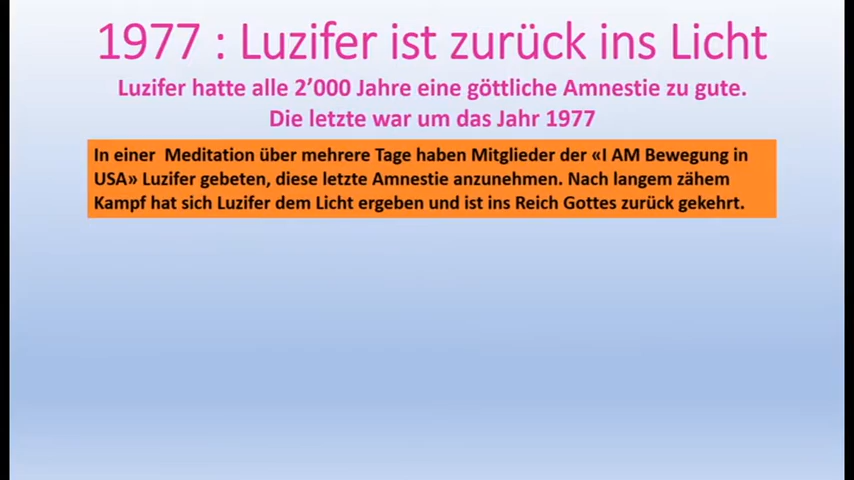 1977 : Luzifer ist zurück ins Licht
Luzifer hatte alle 2’000 Jahre eine göttliche Amnestie zu gute.
Die letzte war um das Jahr 1977
In einer Meditation über mehrere Tage haben Mitglieder der «I AM Bewegung in
USA» Luzifer gebeten, diese letzte Amnestie anzunehmen. Nach langem zähem
Kampf hat sich Luzifer dem Licht ergeben und ist ins Reich Gottes zurück gekehrt.